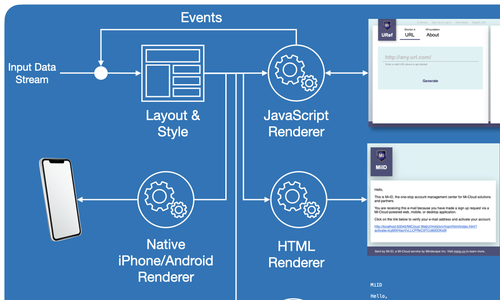 Events
Input Data
Stream
Layout &
Style
JavaScript
Renderer
Native
iPhone/Android
Renderer
HTML
Renderer
URef
URL
About
http://any.url.com/
Generate
MiID
Hello,
This is Mi-ID, the one-stop account management center for Mi-Cloud solutions
and partners.
You are receiving this e-mail because you have made a sign up request via a
Mi-Cloud-powered web, mobile, or desktop application.
Click on the link below to verify your e-mail address and activate your account:
MiID
Hello,